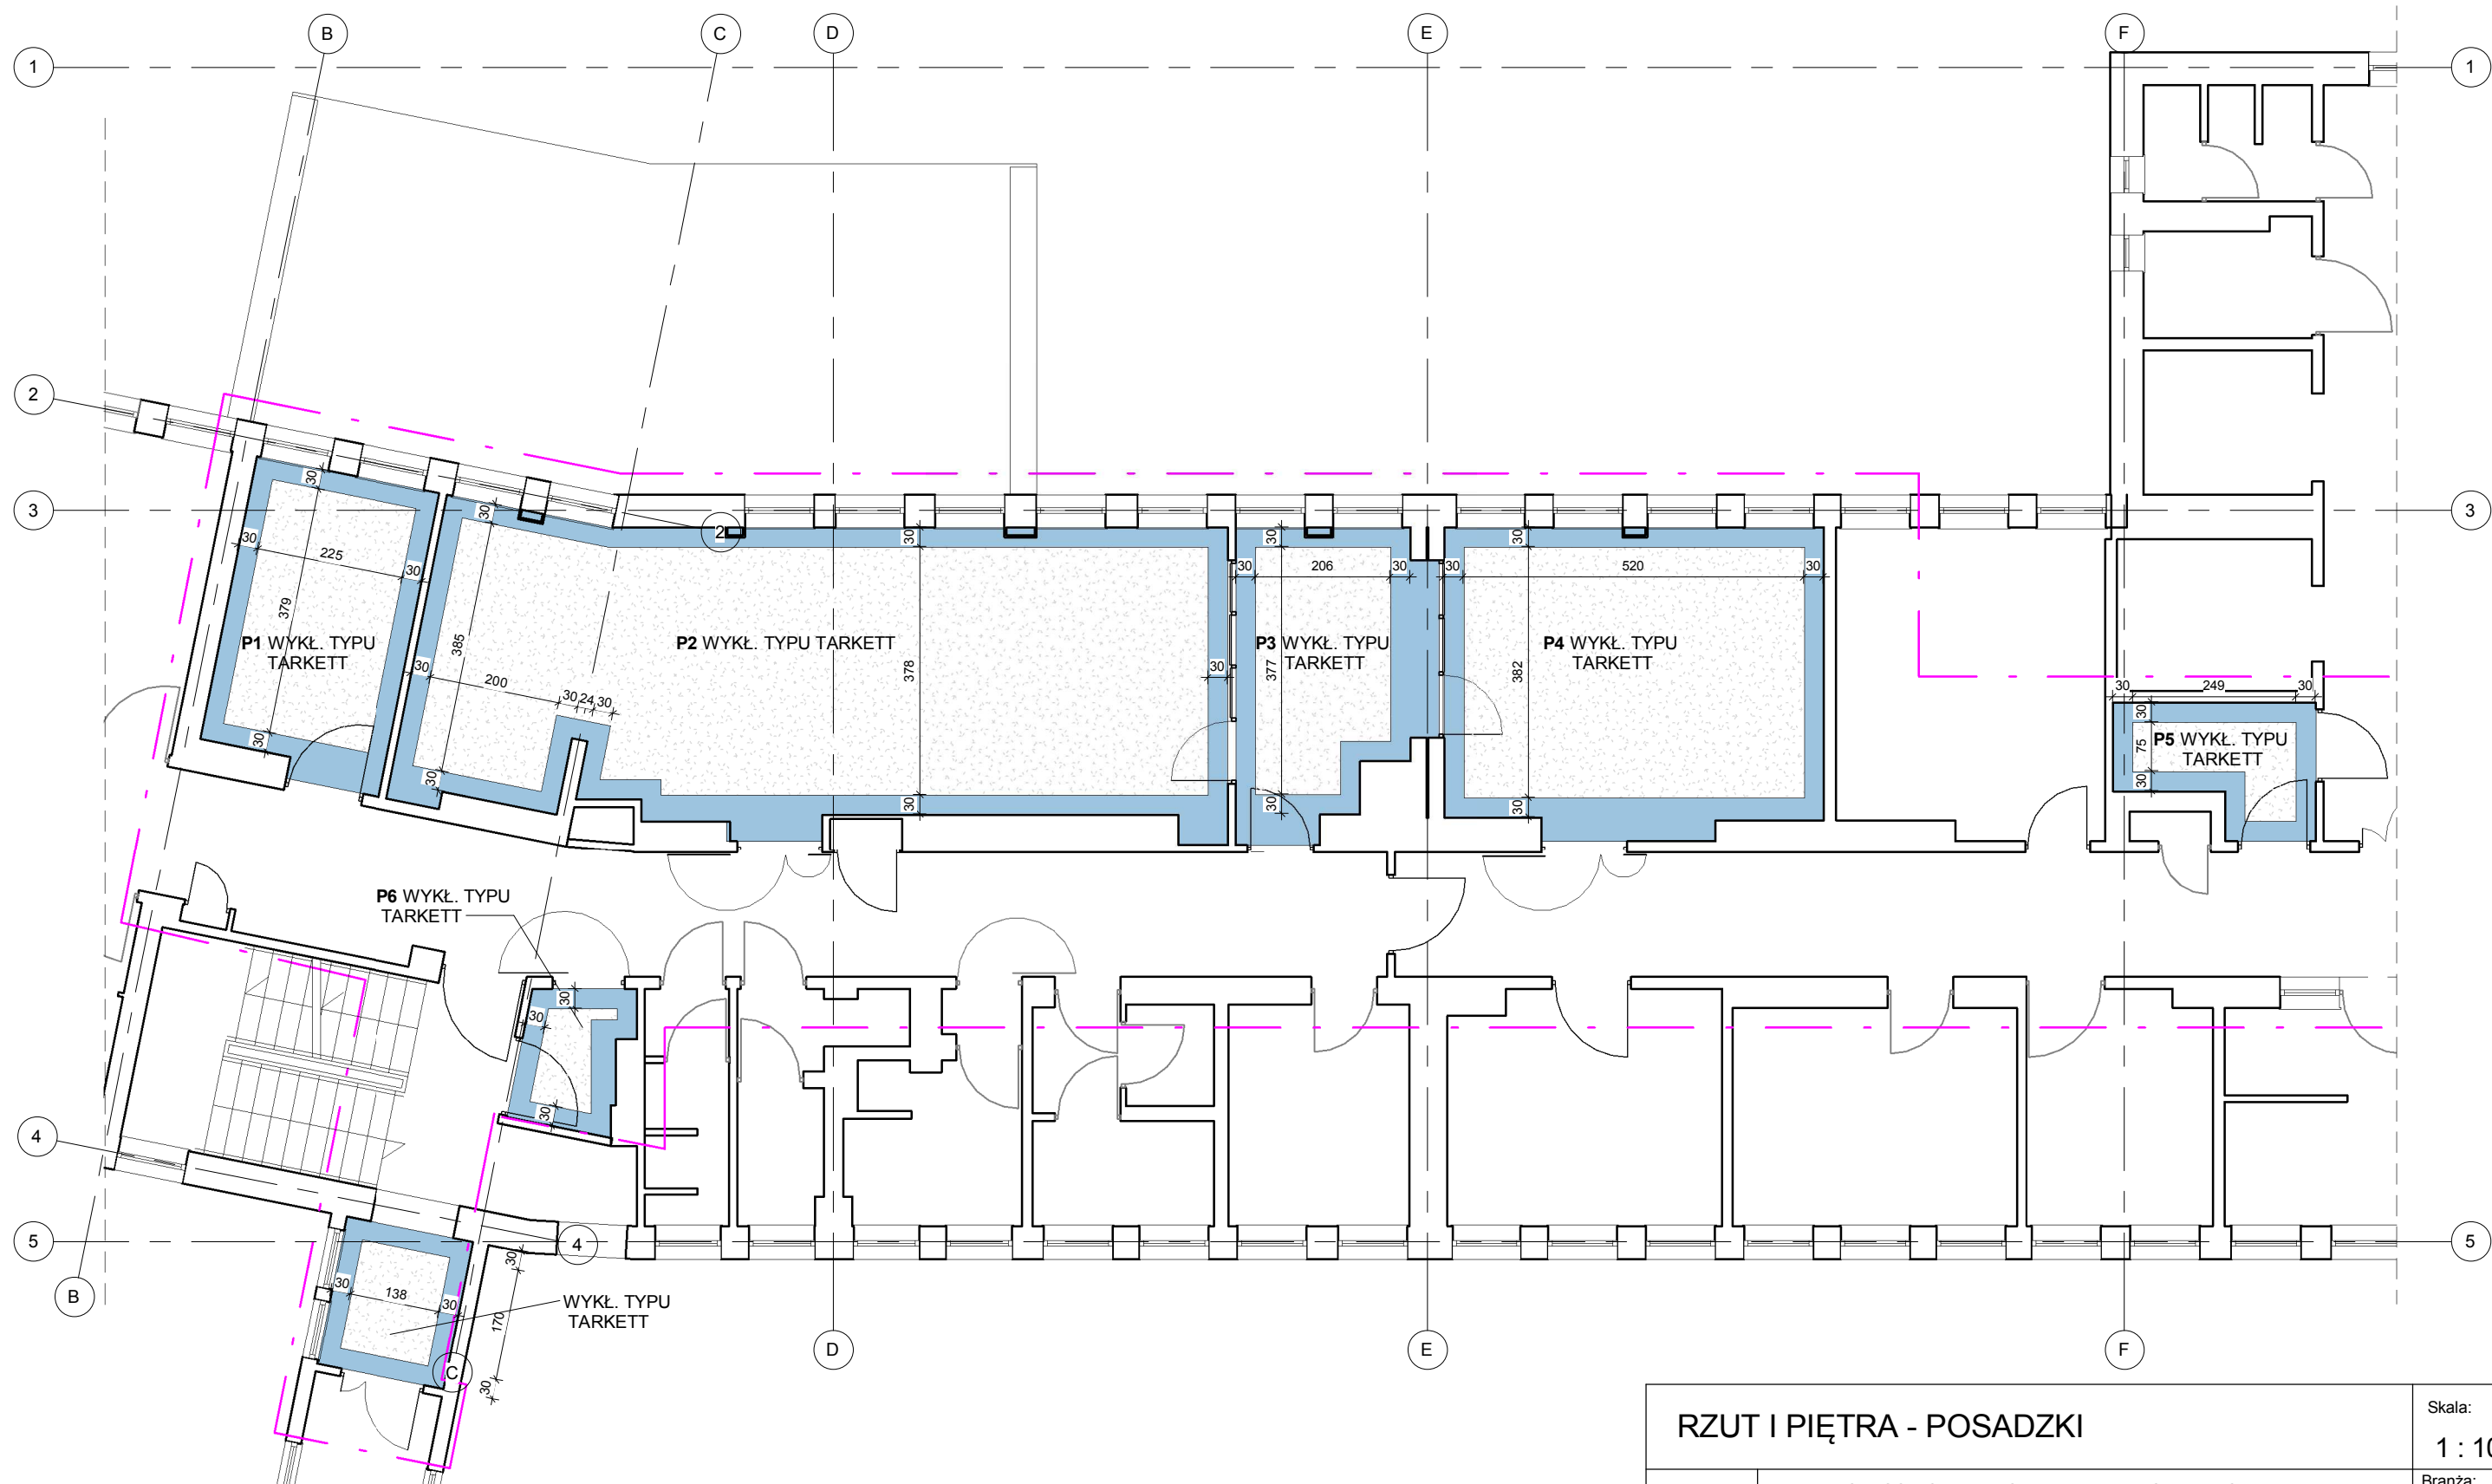 B
C
D
E
F
1
1
2
3
2
3
30
30
225
30
379
30
P1 WYKŁ. TYPU
TARKETT
30
385
30
200
30 24 30
30
P2 WYKŁ. TYPU TARKETT
30
378
30
30
30
30
206
30
377
30
P3 WYKŁ. TYPU
TARKETT
30
30
520
30
382
30
P4 WYKŁ. TYPU
TARKETT
30
249
30
30
75
30
P5 WYKŁ. TYPU
TARKETT
P6 WYKŁ. TYPU
TARKETT
30
30
30
4
5
4
5
30
138
30
30
170
30
WYKŁ. TYPU
TARKETT
B
C
D
E
F
RZUT I PIĘTRA - POSADZKI
Skala:
1 : 10
Branża: